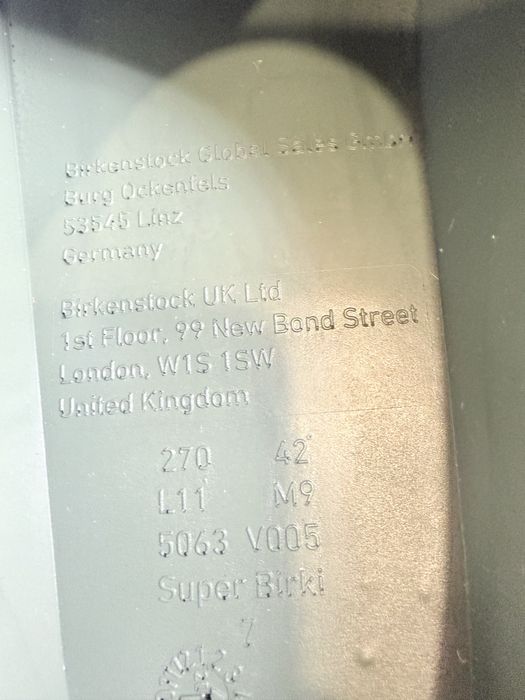 Birkenstock Global Sales GmbH
Burg Ockenfels
53545 Linz
Germany
Birkenstock UK Ltd
1st Floor, 99 New Bond Street
London, W1S 1SW
United Kingdom
270 42
L11 M9
5063 V005
Super Birki
7